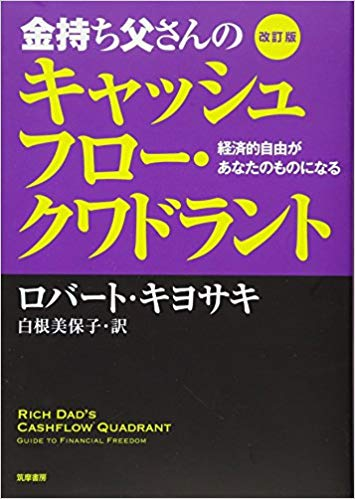 金持ち父さんの
改訂版
キャッシュ
フロー・
経済的自由が
あなたのものになる
クワドラント
ロバート・キヨサキ
白根美保子・訳
RICH DAD'S
CASHFLOW QUADRANT
GUIDE TO FINANCIAL FREEDOM
筑摩書房